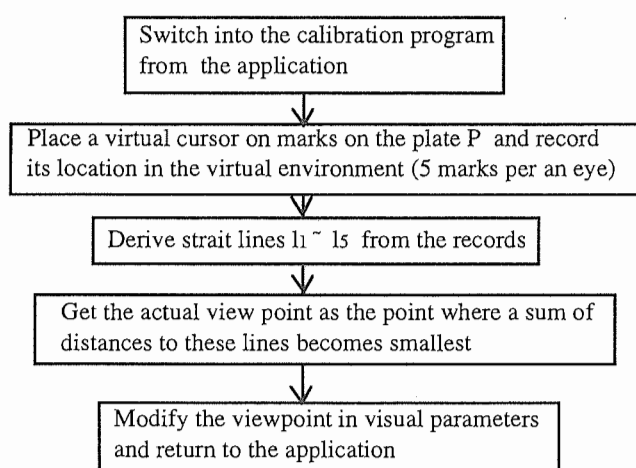 Switch into the calibration program
from the application
Place a virtual cursor on marks on the plate P and record
its location in the virtual environment (5 marks per an eye)
Derive strait lines l1 ~ l5 from the records
Get the actual view point as the point where a sum of
distances to these lines becomes smallest
Modify the viewpoint in visual parameters
and return to the application